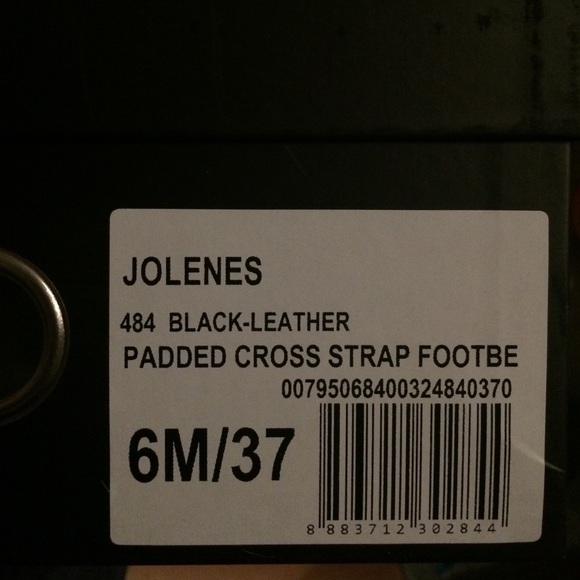 JOLENES
484 BLACK-LEATHER
PADDED CROSS STRAP FOOTBE
00795068400324840370
6M/37
8 883712 302844